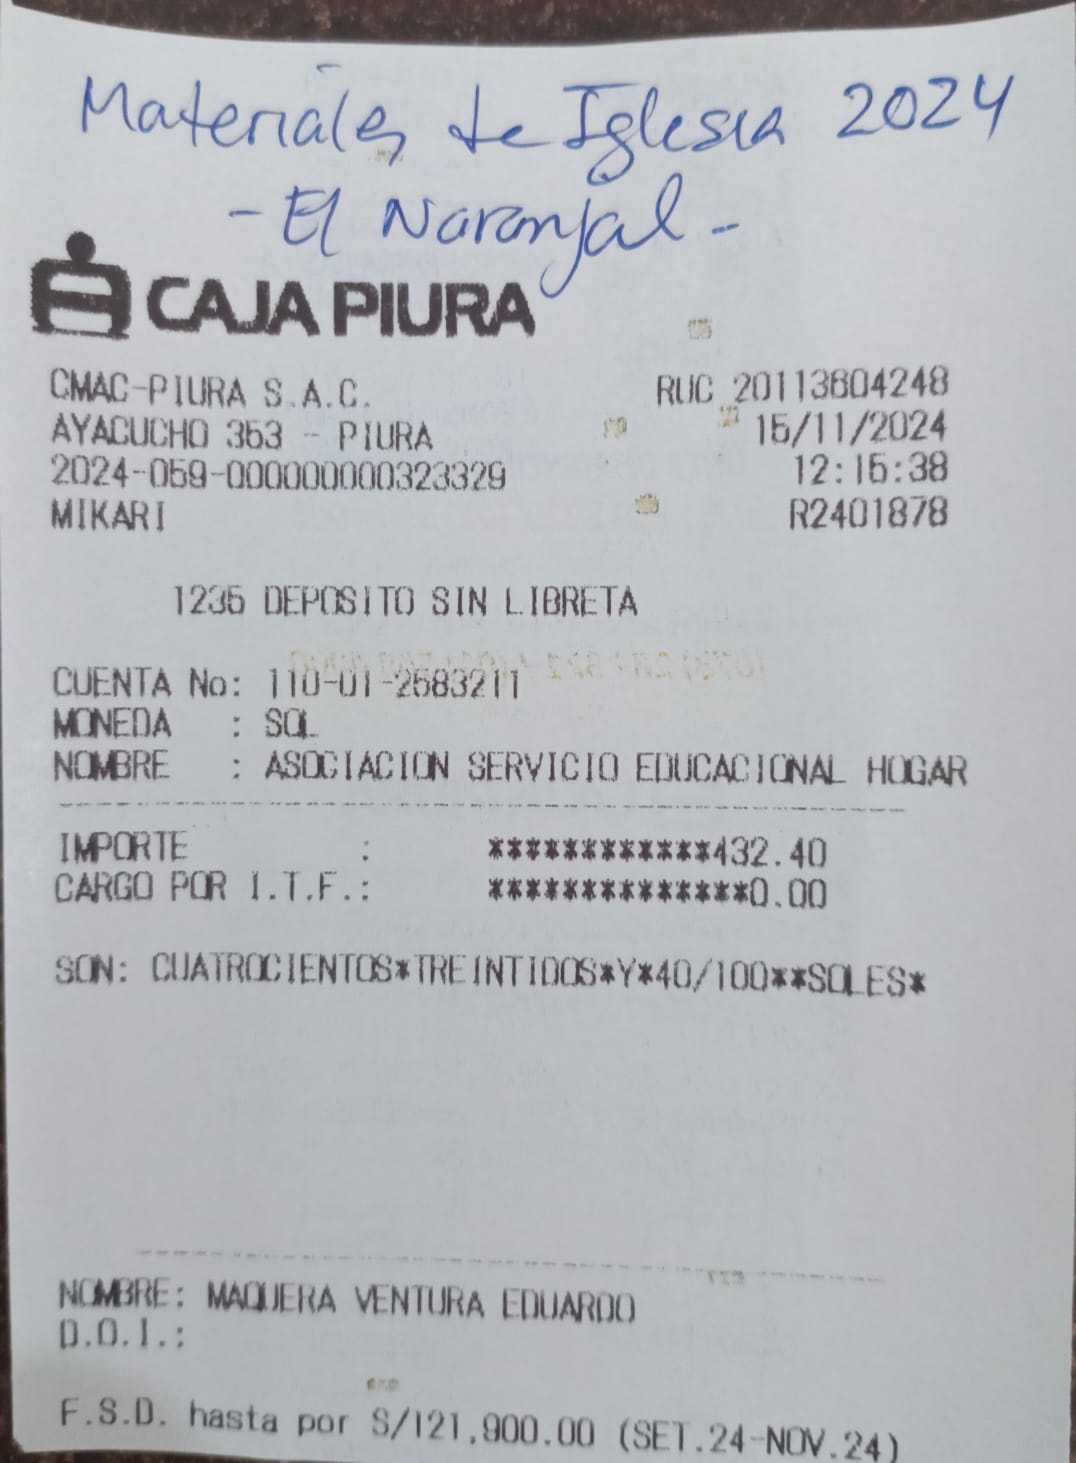 Materiales de Iglesia 2024
- El Naranjal -
CAJA PIURA
CMAC-PIURA S.A.C. RUC 20113604248
AYACUCHO 353 - PIURA 15/11/2024
2024-059-000000000323329 12:15:38
MIKARI R2401878
1235 DEPOSITO SIN LIBRETA
CUENTA No: 110-01-2583211
MONEDA : SOL
NOMBRE : ASOCIACION SERVICIO EDUCACIONAL HOGAR
IMPORTE : ************432.40
CARGO POR I.T.F.: **************0.00
SON: CUATROCIENTOS*TREINTIDOS*Y*40/100**SOLES*
NOMBRE: MAQUERA VENTURA EDUARDO
D.O.I.:
F.S.D. hasta por S/121,900.00 (SET.24-NOV.24)